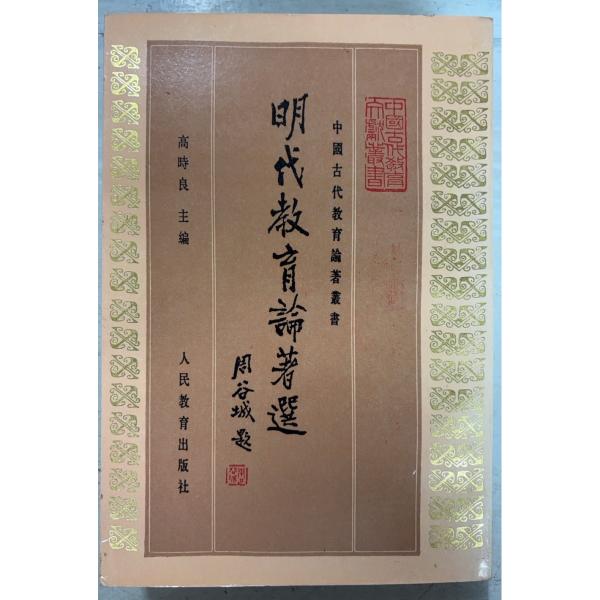 中國古代教育
文獻叢書
中國古代教育論著叢書
明代教育論著選
周谷城題
高時良 主編
人民教育出版社